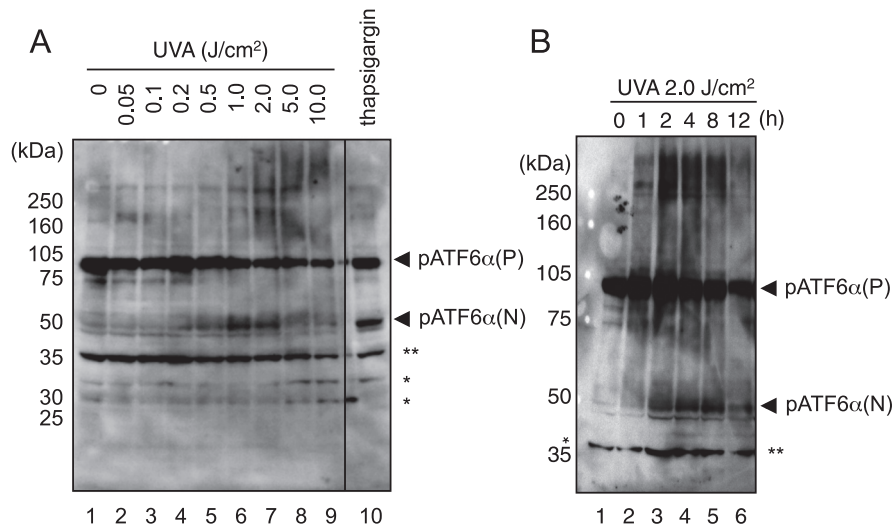 A
UVA (J/cm²)
0 0.05 0.1 0.2 0.5 1.0 2.0 5.0 10.0 thapsigargin
(kDa)
250
160
105
75
50
35
30
25
pATF6α(P)
pATF6α(N)
**
*
*
1 2 3 4 5 6 7 8 9 10
B
UVA 2.0 J/cm²
0 1 2 4 8 12 (h)
(kDa)
250
160
105
75
50
*
35
pATF6α(P)
pATF6α(N)
**
1 2 3 4 5 6